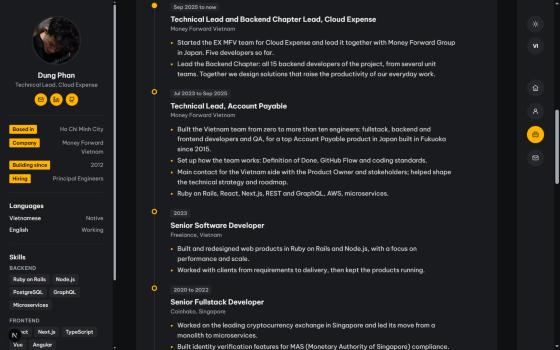 Dung Phan
Technical Lead, Cloud Expense
Based in
Ho Chi Minh City
Company
Money Forward
Vietnam
Building since
2012
Hiring
Principal Engineers
Languages
Vietnamese
Native
English
Working
Skills
BACKEND
Ruby on Rails
Node.js
PostgreSQL
GraphQL
Microservices
FRONTEND
Next.js
TypeScript
Vue
Angular
Sep 2025 to now
Technical Lead and Backend Chapter Lead, Cloud Expense
Money Forward Vietnam
Started the EX MFV team for Cloud Expense and lead it together with Money Forward Group
in Japan. Five developers so far.
Lead the Backend Chapter: all 15 backend developers of the project, from several unit
teams. Together we design solutions that raise the productivity of our everyday work.
Jul 2023 to Sep 2025
Technical Lead, Account Payable
Money Forward Vietnam
Built the Vietnam team from zero to more than ten engineers: fullstack, backend and
frontend developers and QA, for a top Account Payable product in Japan built in Fukuoka
since 2015.
Set up how the team works: Definition of Done, GitHub Flow and coding standards.
Main contact for the Vietnam side with the Product Owner and stakeholders; helped shape
the technical strategy and roadmap.
Ruby on Rails, React, Next.js, REST and GraphQL, AWS, microservices.
2023
Senior Software Developer
Freelance, Vietnam
Built and redesigned web products in Ruby on Rails and Node.js, with a focus on
performance and scale.
Worked with clients from requirements to delivery, then kept the products running.
2020 to 2022
Senior Fullstack Developer
Coinhako, Singapore
Worked on the leading cryptocurrency exchange in Singapore and led its move from a
monolith to microservices.
Built identity verification features for MAS (Monetary Authority of Singapore) compliance.
VI